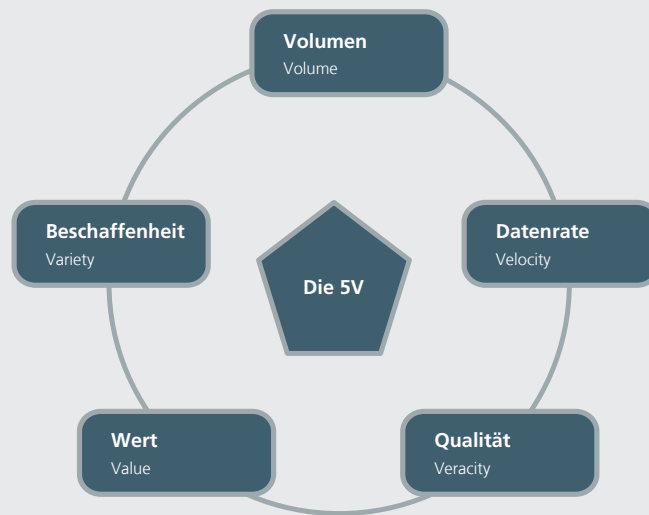 Volumen
Volume
Beschaffenheit
Variety
Datenrate
Velocity
Die 5V
Wert
Value
Qualität
Veracity